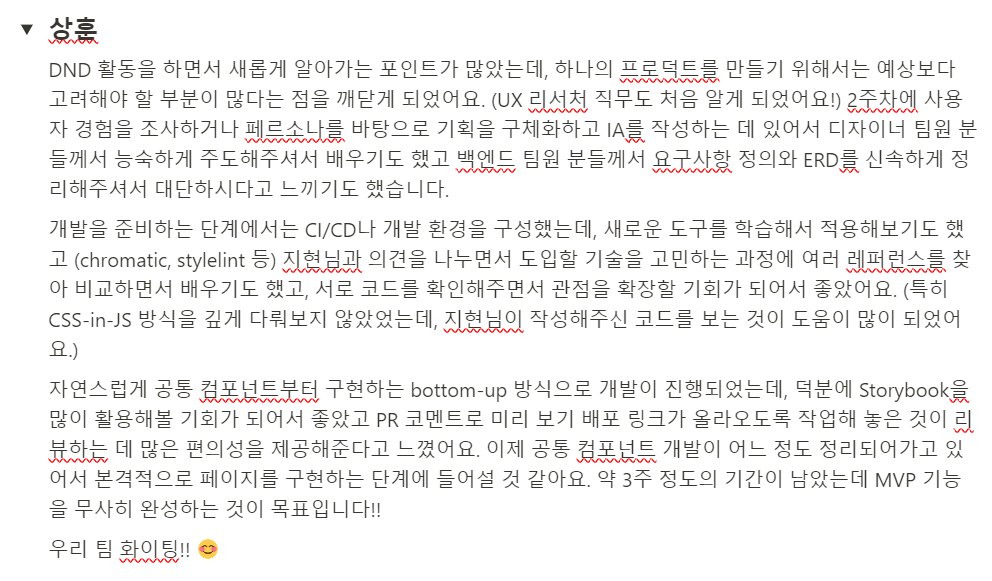 상훈
DND 활동을 하면서 새롭게 알아가는 포인트가 많았는데, 하나의 프로덕트를 만들기 위해서는 예상보다
고려해야 할 부분이 많다는 점을 깨닫게 되었어요. (UX 리서처 직무도 처음 알게 되었어요!) 2주차에 사용
자 경험을 조사하거나 페르소나를 바탕으로 기획을 구체화하고 IA를 작성하는 데 있어서 디자이너 팀원 분
들께서 능숙하게 주도해주셔서 배우기도 했고 백엔드 팀원 분들께서 요구사항 정의와 ERD를 신속하게 정
리해주셔서 대단하시다고 느끼기도 했습니다.
개발을 준비하는 단계에서는 CI/CD나 개발 환경을 구성했는데, 새로운 도구를 학습해서 적용해보기도 했
고 (chromatic, stylelint 등) 지현님과 의견을 나누면서 도입할 기술을 고민하는 과정에 여러 레퍼런스를 찾
아 비교하면서 배우기도 했고, 서로 코드를 확인해주면서 관점을 확장할 기회가 되어서 좋았어요. (특히
CSS-in-JS 방식을 깊게 다뤄보지 않았었는데, 지현님이 작성해주신 코드를 보는 것이 도움이 많이 되었어
요.)
자연스럽게 공통 컴포넌트부터 구현하는 bottom-up 방식으로 개발이 진행되었는데, 덕분에 Storybook을
많이 활용해볼 기회가 되어서 좋았고 PR 코멘트로 미리 보기 배포 링크가 올라오도록 작업해 놓은 것이 리
뷰하는 데 많은 편의성을 제공해준다고 느꼈어요. 이제 공통 컴포넌트 개발이 어느 정도 정리되어가고 있
어서 본격적으로 페이지를 구현하는 단계에 들어설 것 같아요. 약 3주 정도의 기간이 남았는데 MVP 기능
을 무사히 완성하는 것이 목표입니다!!
우리 팀 화이팅!! 😊